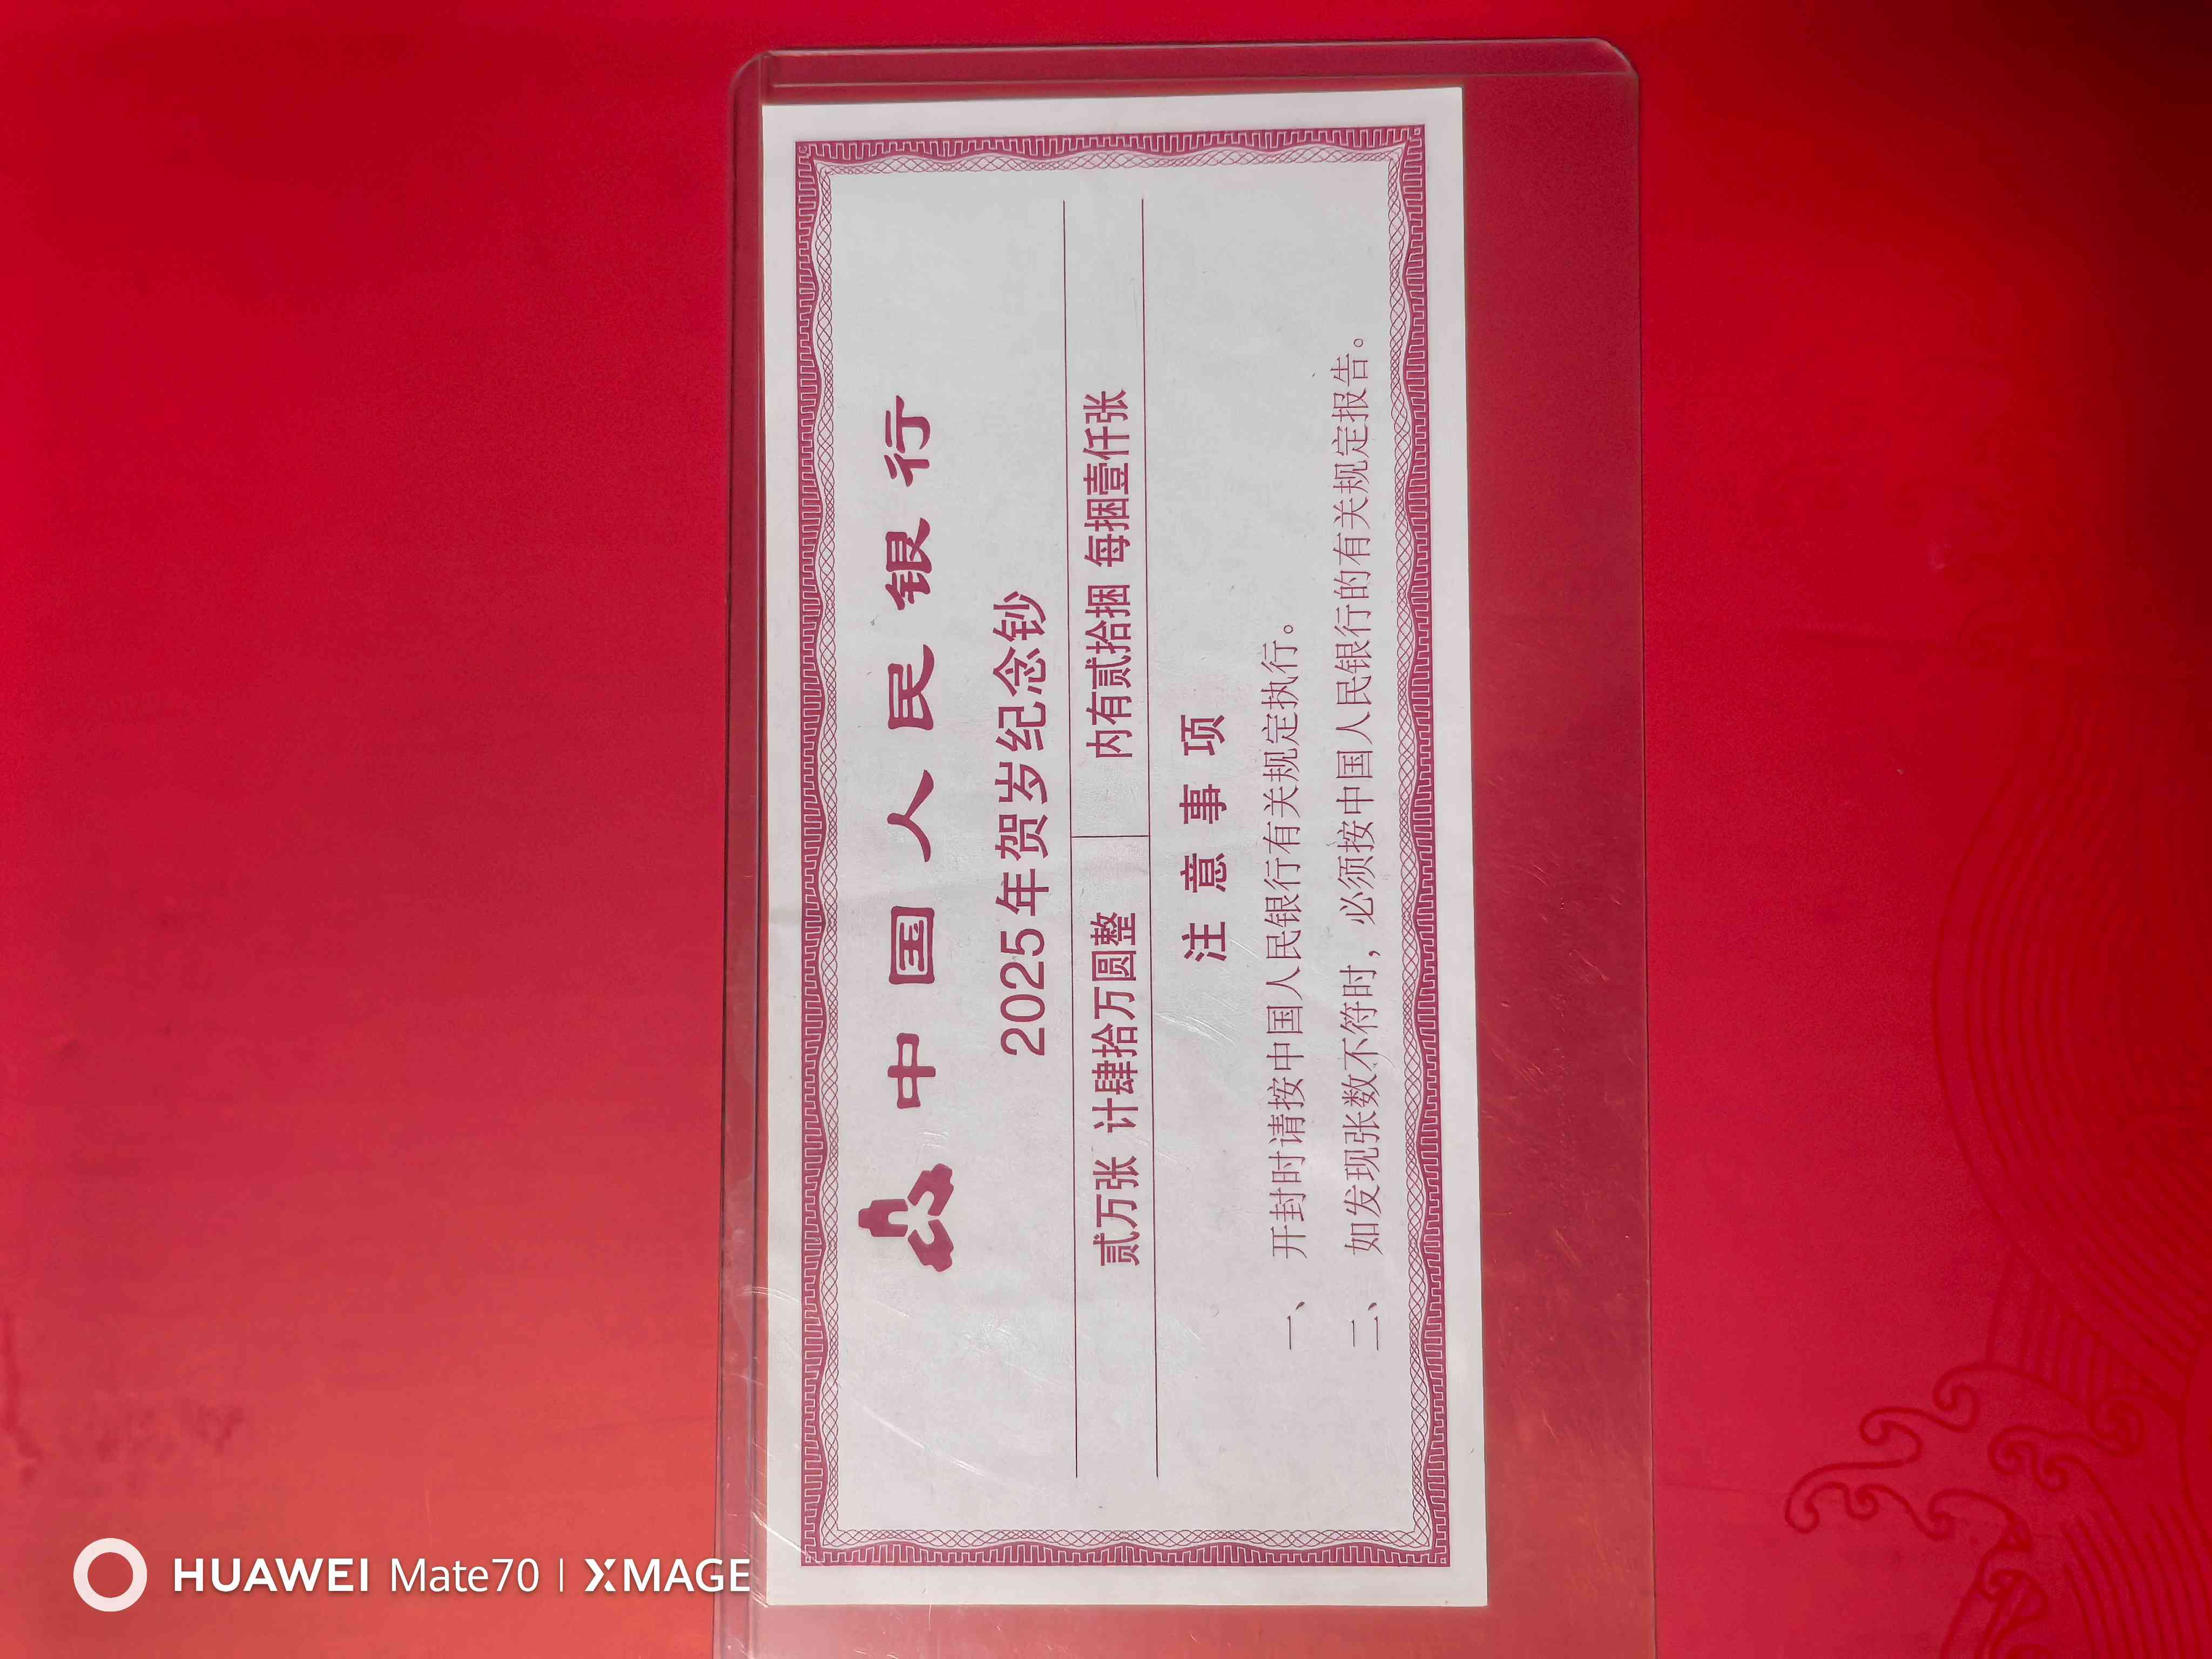 中国人民银行
2025年贺岁纪念钞
贰万张 计肆拾万圆整 内有贰拾捆 每捆壹仟张
注意事项
一、开封时请按中国人民银行有关规定执行。
二、如发现张数不符时，必须按中国人民银行的有关规定报告。
HUAWEI Mate70 | XMAGE